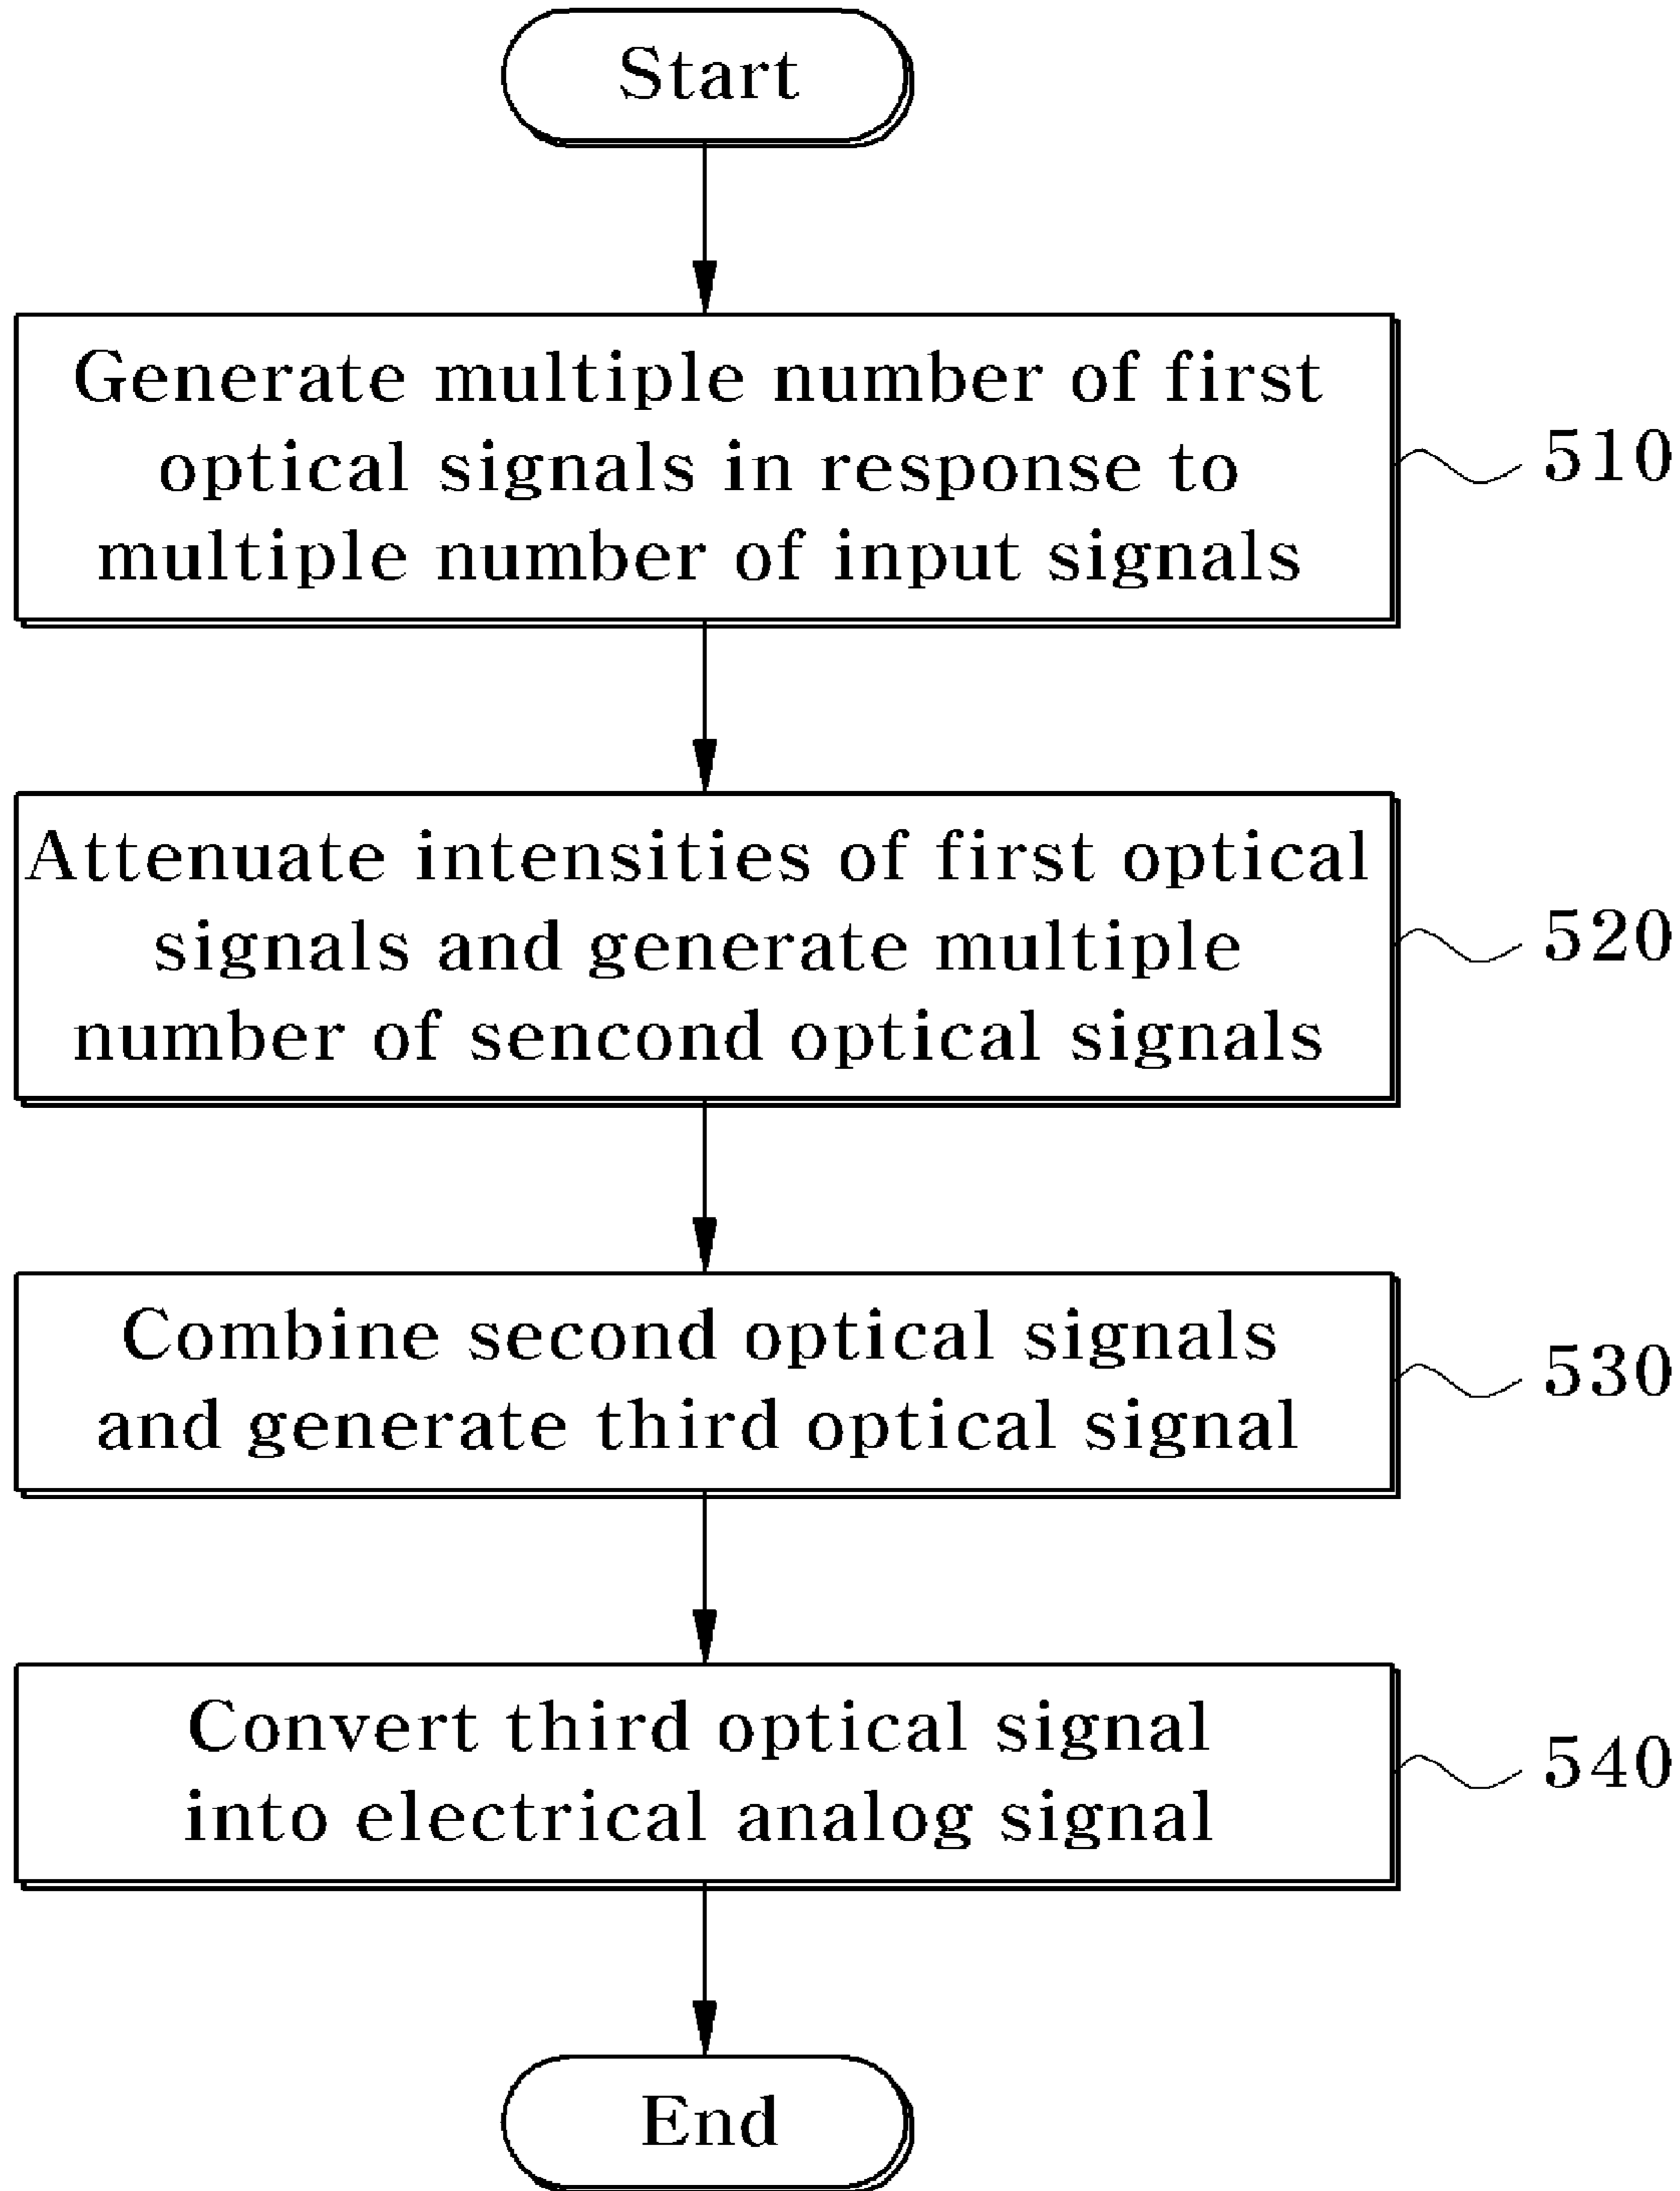 Start
Generate multiple number of first
optical signals in response to
multiple number of input signals
510
Attenuate intensities of first optical
signals and generate multiple
number of sencond optical signals
520
Combine second optical signals
and generate third optical signal
530
Convert third optical signal
into electrical analog signal
540
End